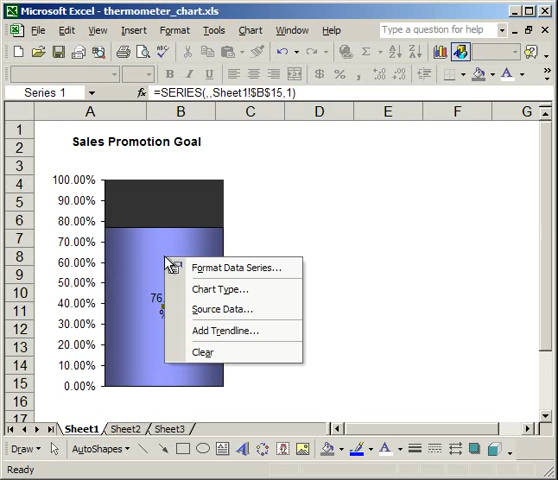 Microsoft Excel - thermometer_chart.xls
File Edit View Insert Format Tools Chart Window Help Type a question for help
Series 1 =SERIES(,,Sheet1!$B$15,1)
A B C D E F G
1
2
3
4
5
6
7
8
9
10
11
12
13
14
15
16
17
Sales Promotion Goal
100.00%
90.00%
80.00%
70.00%
60.00%
50.00%
40.00%
30.00%
20.00%
10.00%
0.00%
76.
%
Format Data Series...
Chart Type...
Source Data...
Add Trendline...
Clear
Sheet1 Sheet2 Sheet3
Draw AutoShapes
Ready